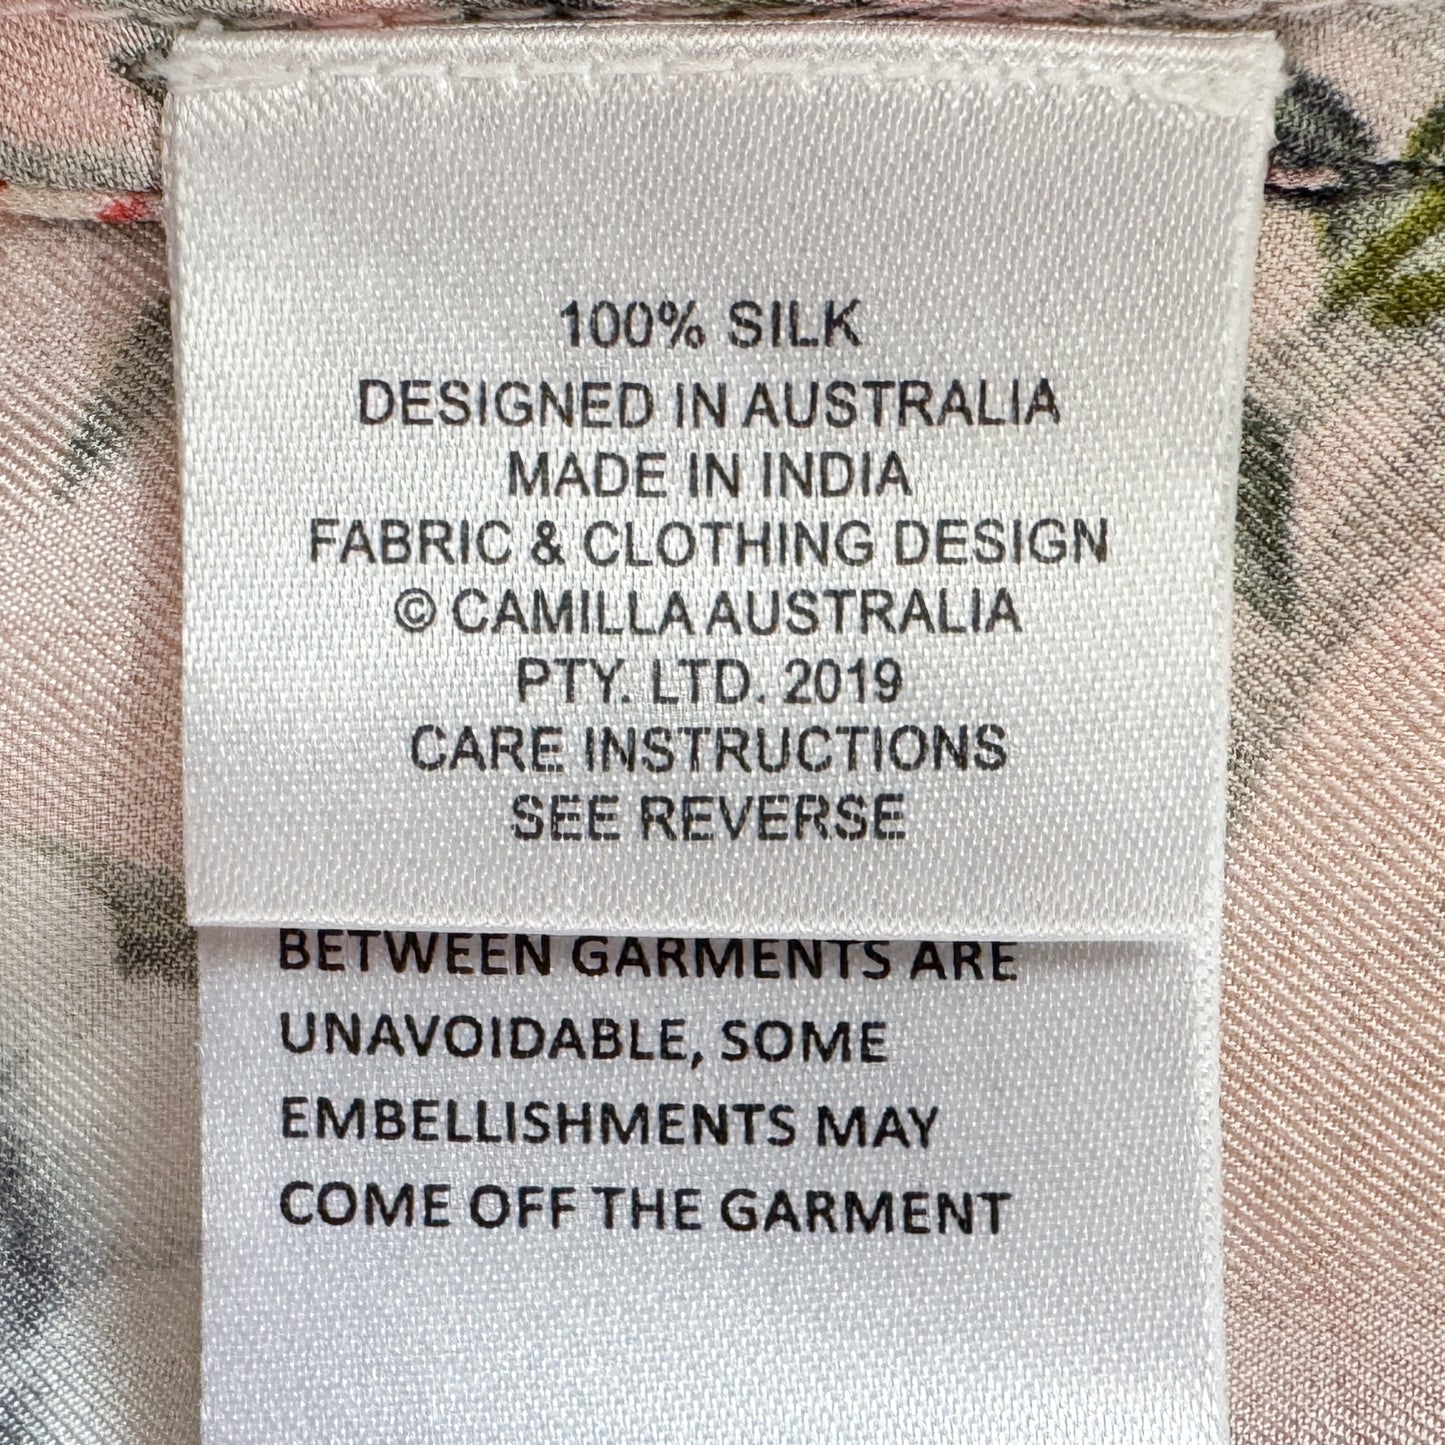 100% SILK
DESIGNED IN AUSTRALIA
MADE IN INDIA
FABRIC & CLOTHING DESIGN
© CAMILLA AUSTRALIA
PTY. LTD. 2019
CARE INSTRUCTIONS
SEE REVERSE
BETWEEN GARMENTS ARE
UNAVOIDABLE, SOME
EMBELLISHMENTS MAY
COME OFF THE GARMENT